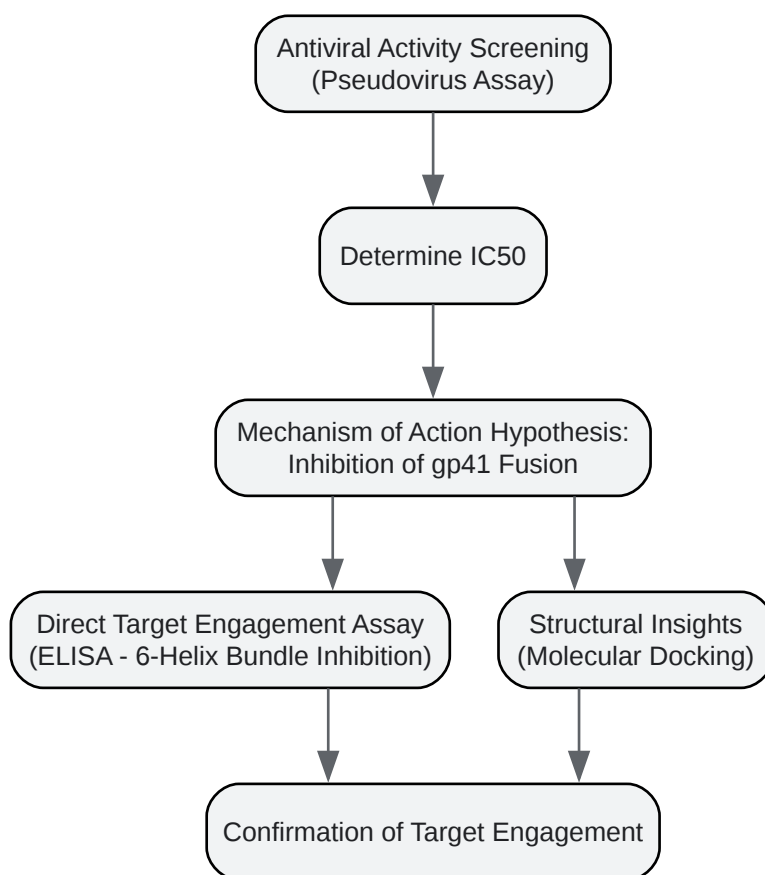 Antiviral Activity Screening
(Pseudovirus Assay)
Determine IC50
Mechanism of Action Hypothesis:
Inhibition of gp41 Fusion
Direct Target Engagement Assay
(ELISA - 6-Helix Bundle Inhibition)
Structural Insights
(Molecular Docking)
Confirmation of Target Engagement